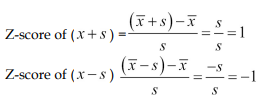 Z-score of (x + s) = ((x̅ + s) − x̅) / s = s / s = 1
Z-score of (x − s) ((x̅ − s) − x̅) / s = −s / s = −1